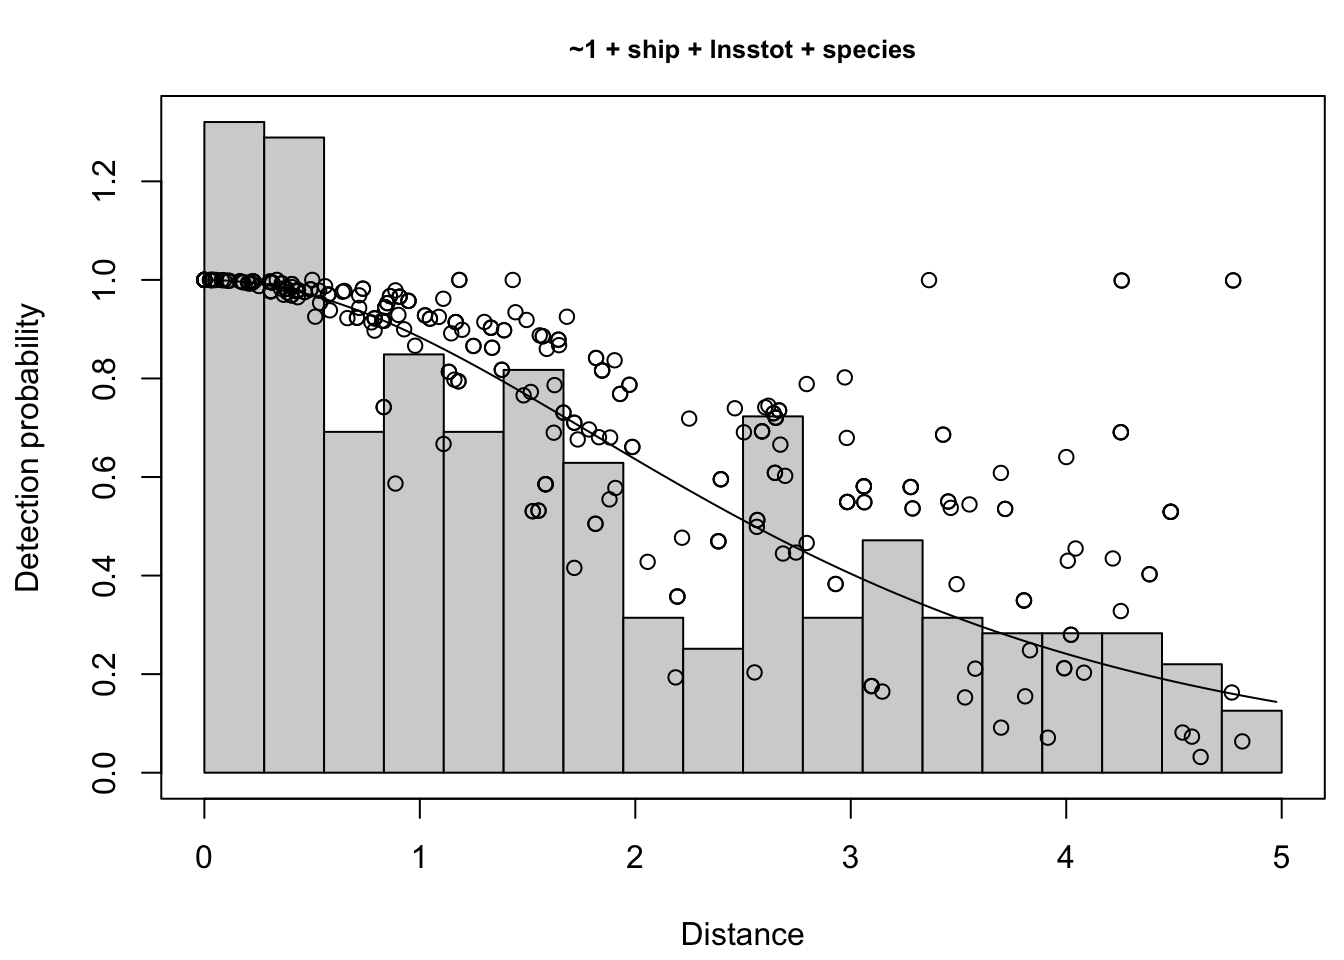 ~1 + ship + lnsstot + species
Detection probability
1.2
1.0
0.8
0.6
0.4
0.2
0.0
0 1 2 3 4 5
Distance